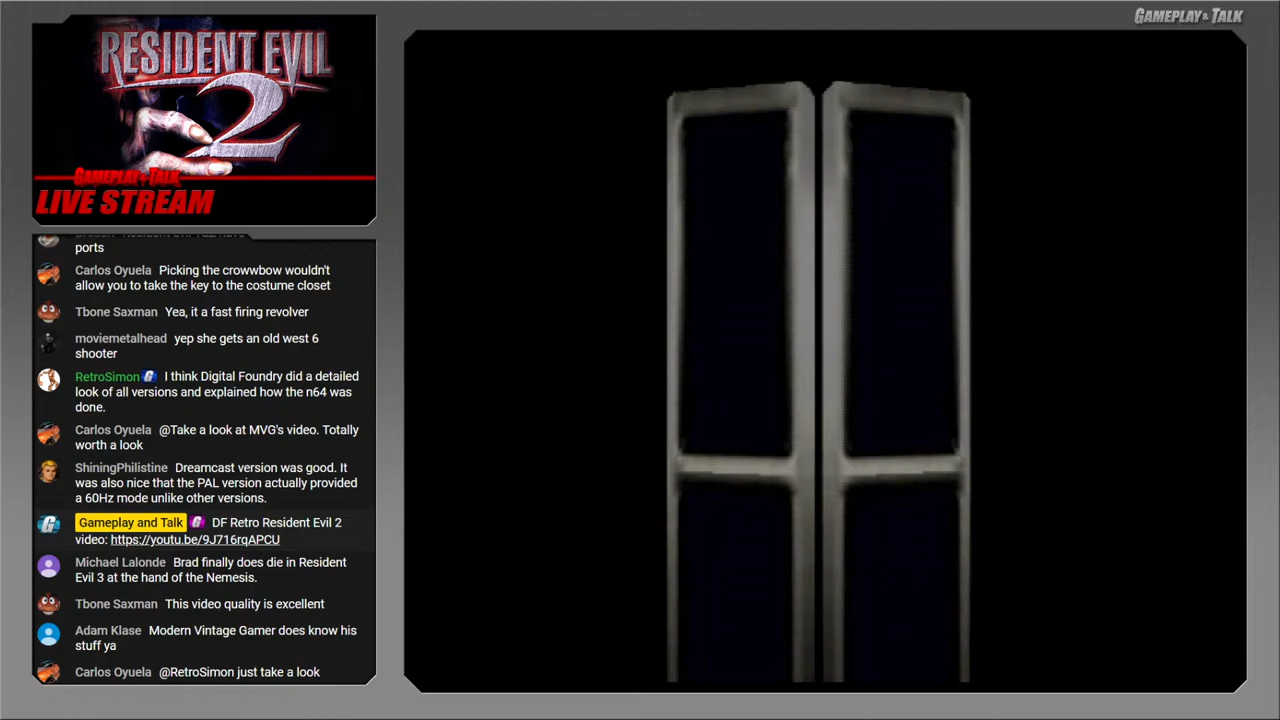 GAMEPLAY & TALK
RESIDENT EVIL
2
GAMEPLAY & TALK
LIVE STREAM
ports
Carlos Oyuela Picking the crowwbow wouldn't
allow you to take the key to the costume closet
Tbone Saxman Yea, it a fast firing revolver
moviemetalhead yep she gets an old west 6
shooter
RetroSimon I think Digital Foundry did a detailed
look of all versions and explained how the n64 was
done.
Carlos Oyuela @Take a look at MVG's video. Totally
worth a look
ShiningPhilistine Dreamcast version was good. It
was also nice that the PAL version actually provided
a 60Hz mode unlike other versions.
Gameplay and Talk DF Retro Resident Evil 2
video: https://youtu.be/9J716rqAPCU
Michael Lalonde Brad finally does die in Resident
Evil 3 at the hand of the Nemesis.
Tbone Saxman This video quality is excellent
Adam Klase Modern Vintage Gamer does know his
stuff ya
Carlos Oyuela @RetroSimon just take a look